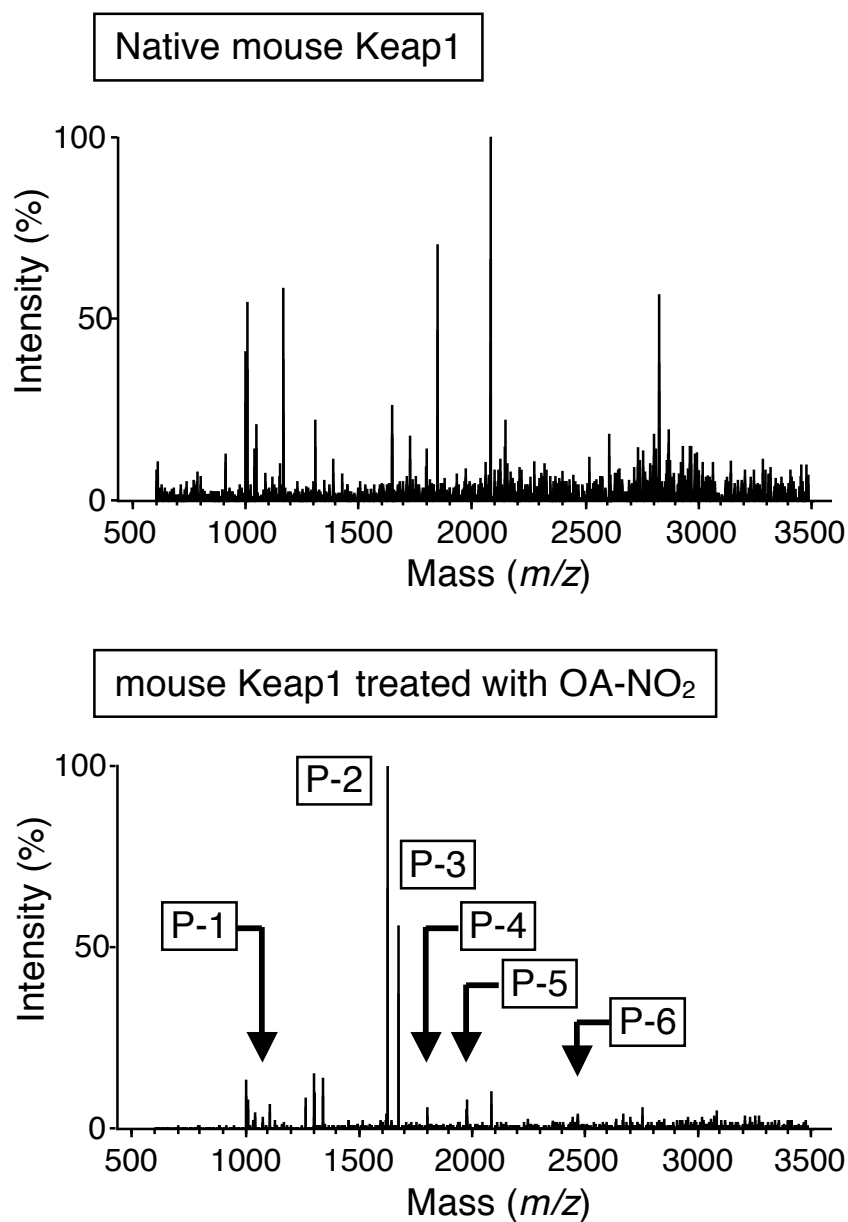 Native mouse Keap1
100
50
0
Intensity (%)
500 1000 1500 2000 2500 3000 3500
Mass (m/z)
mouse Keap1 treated with OA-NO₂
100
50
0
Intensity (%)
P-2
P-3
P-1
P-4
P-5
P-6
500 1000 1500 2000 2500 3000 3500
Mass (m/z)